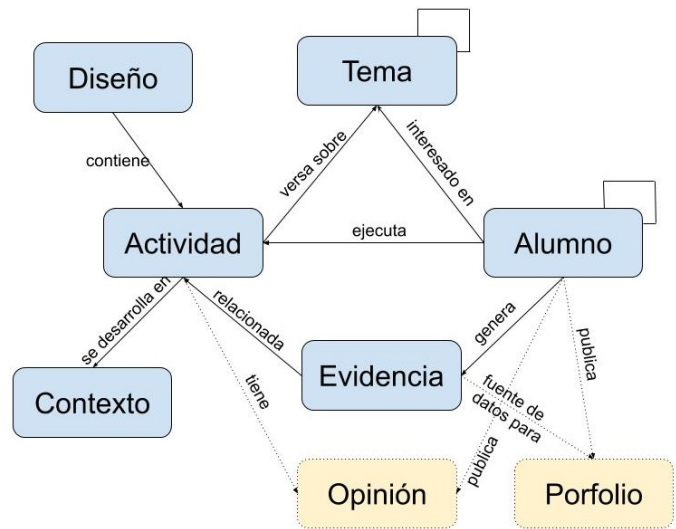 Tema
Diseño
contiene
versa sobre
interesado en
Actividad
ejecuta
Alumno
se desarrolla en
relacionada
genera
publica
Evidencia
tiene
fuente de
datos para
Contexto
publica
Opinión
Porfolio